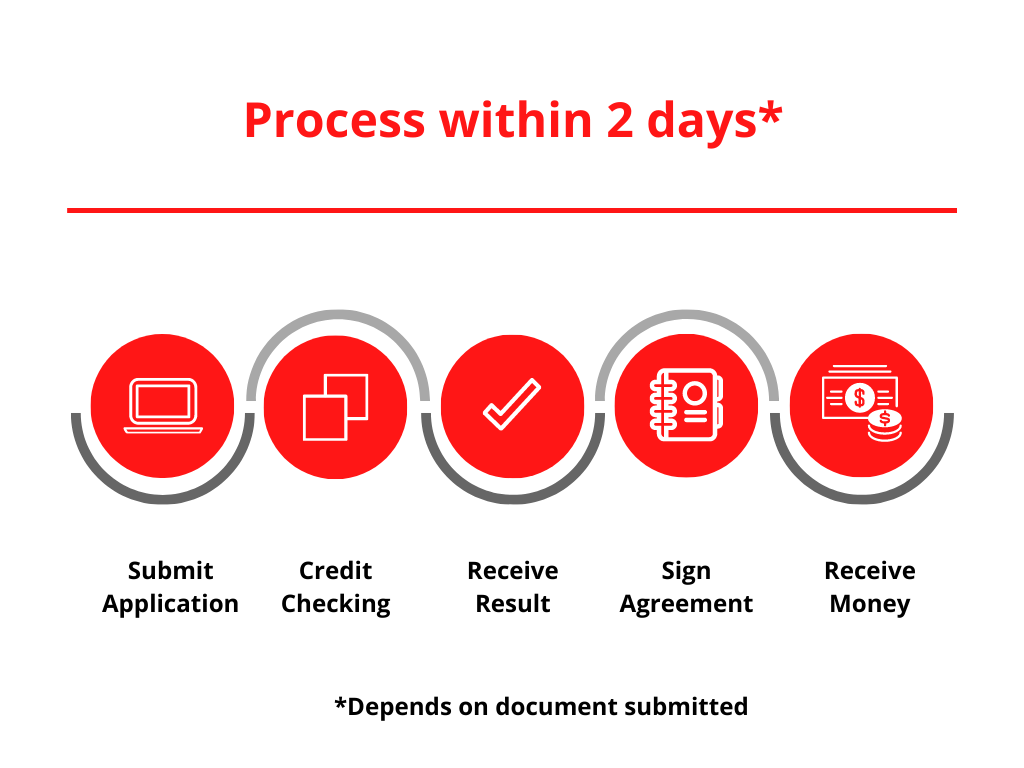 Process within 2 days*
Submit
Application
Credit
Checking
Receive
Result
Sign
Agreement
Receive
Money
*Depends on document submitted